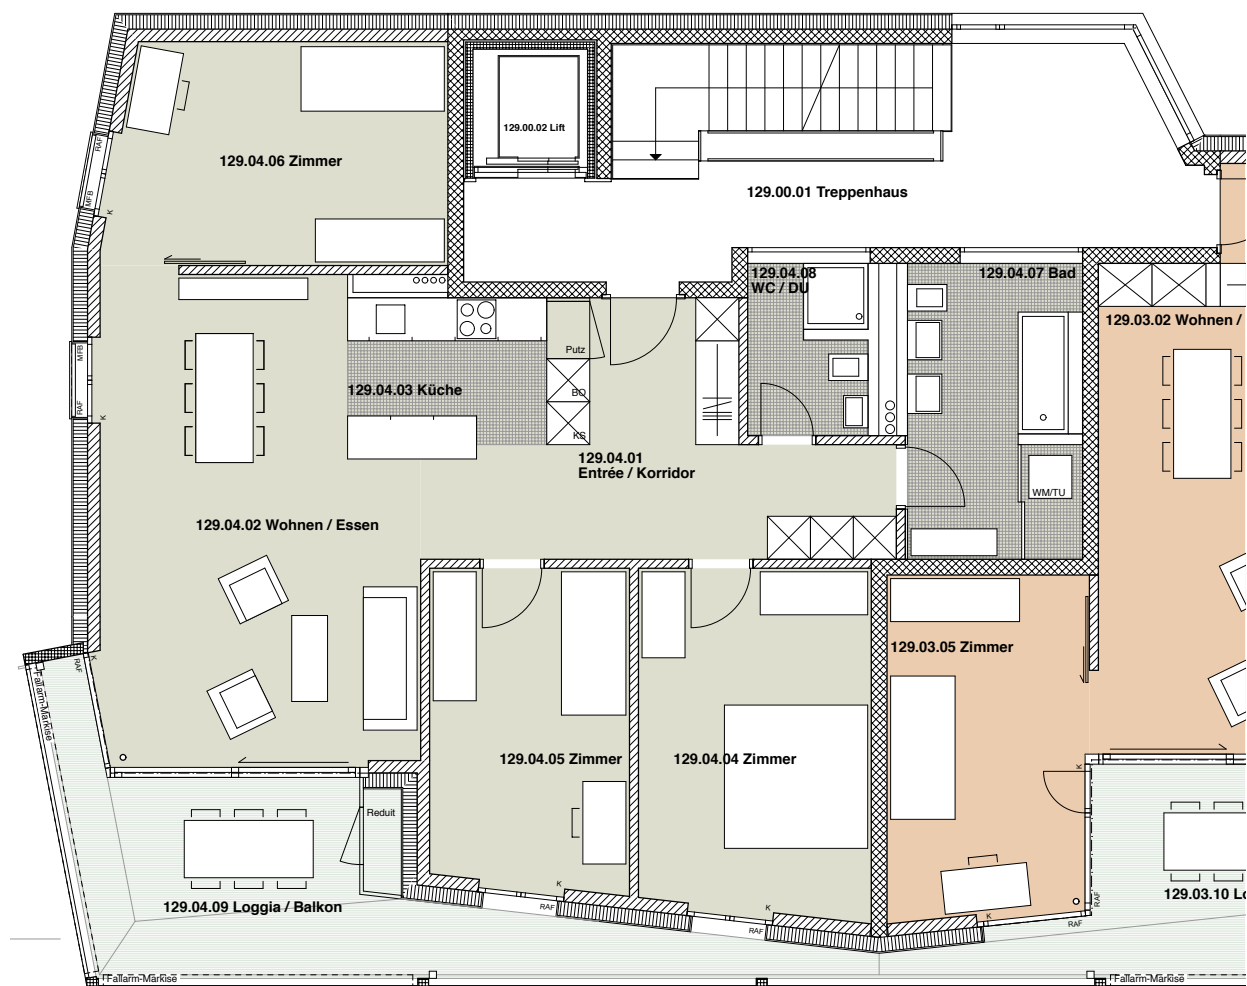 129.00.02 Lift
RAF
129.04.06 Zimmer
129.00.01 Treppenhaus
MFB
K
129.04.08
WC / DU
129.04.07 Bad
129.03.02 Wohnen /
Putz
MFB
129.04.03 Küche
BO
RAF
K
KS
129.04.01
Entrée / Korridor
WM/TU
129.04.02 Wohnen / Essen
129.03.05 Zimmer
K
RAF
Fallarm-Markise
129.04.05 Zimmer
129.04.04 Zimmer
K
Reduit
K
K
K
RAF
RAF
RAF
RAF
129.04.09 Loggia / Balkon
129.03.10 Lo
Fallarm-Markise
Fallarm-Markise